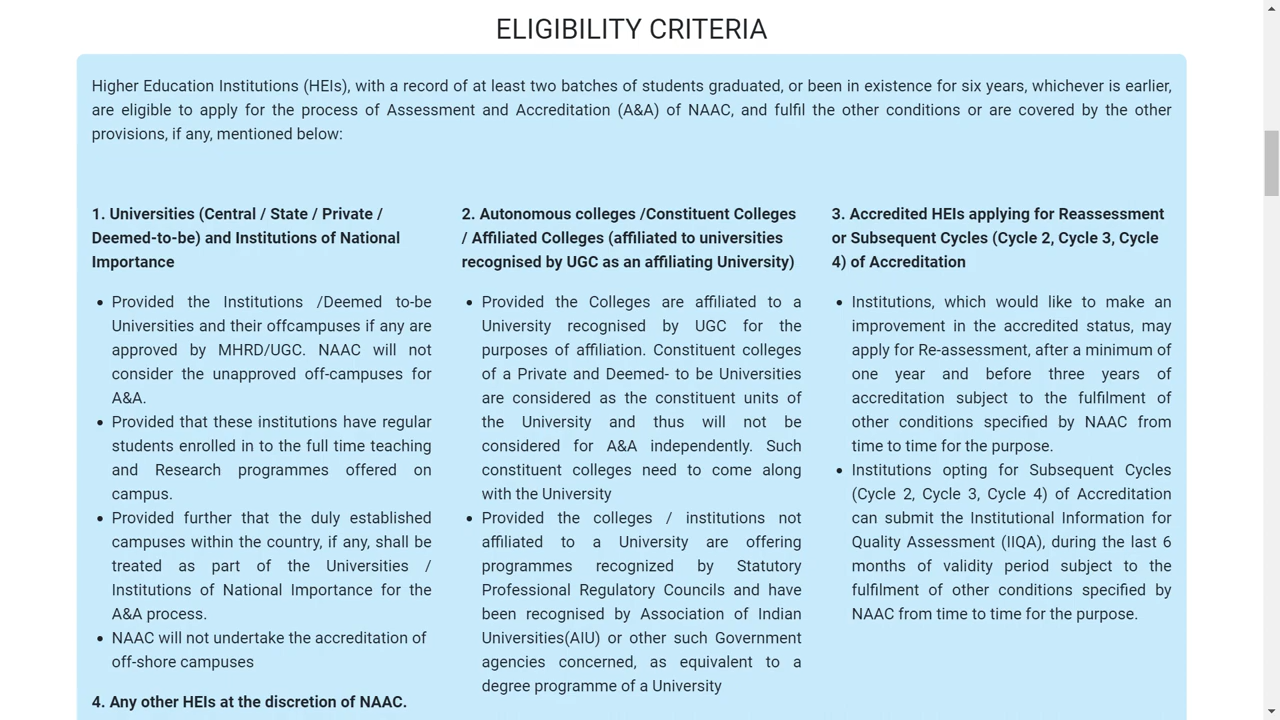 ELIGIBILITY CRITERIA
Higher Education Institutions (HEIs), with a record of at least two batches of students graduated, or been in existence for six years, whichever is earlier,
are eligible to apply for the process of Assessment and Accreditation (A&A) of NAAC, and fulfil the other conditions or are covered by the other
provisions, if any, mentioned below:
1. Universities (Central / State / Private /
Deemed-to-be) and Institutions of National
Importance
• Provided the Institutions /Deemed to-be
Universities and their offcampuses if any are
approved by MHRD/UGC. NAAC will not
consider the unapproved off-campuses for
A&A.
• Provided that these institutions have regular
students enrolled in to the full time teaching
and Research programmes offered on
campus.
• Provided further that the duly established
campuses within the country, if any, shall be
treated as part of the Universities /
Institutions of National Importance for the
A&A process.
• NAAC will not undertake the accreditation of
off-shore campuses
2. Autonomous colleges /Constituent Colleges
/ Affiliated Colleges (affiliated to universities
recognised by UGC as an affiliating University)
• Provided the Colleges are affiliated to a
University recognised by UGC for the
purposes of affiliation. Constituent colleges
of a Private and Deemed- to be Universities
are considered as the constituent units of
the University and thus will not be
considered for A&A independently. Such
constituent colleges need to come along
with the University
• Provided the colleges / institutions not
affiliated to a University are offering
programmes recognized by Statutory
Professional Regulatory Councils and have
been recognised by Association of Indian
Universities(AIU) or other such Government
agencies concerned, as equivalent to a
degree programme of a University
3. Accredited HEIs applying for Reassessment
or Subsequent Cycles (Cycle 2, Cycle 3, Cycle
4) of Accreditation
• Institutions, which would like to make an
improvement in the accredited status, may
apply for Re-assessment, after a minimum of
one year and before three years of
accreditation subject to the fulfilment of
other conditions specified by NAAC from
time to time for the purpose.
• Institutions opting for Subsequent Cycles
(Cycle 2, Cycle 3, Cycle 4) of Accreditation
can submit the Institutional Information for
Quality Assessment (IIQA), during the last 6
months of validity period subject to the
fulfilment of other conditions specified by
NAAC from time to time for the purpose.
4. Any other HEIs at the discretion of NAAC.